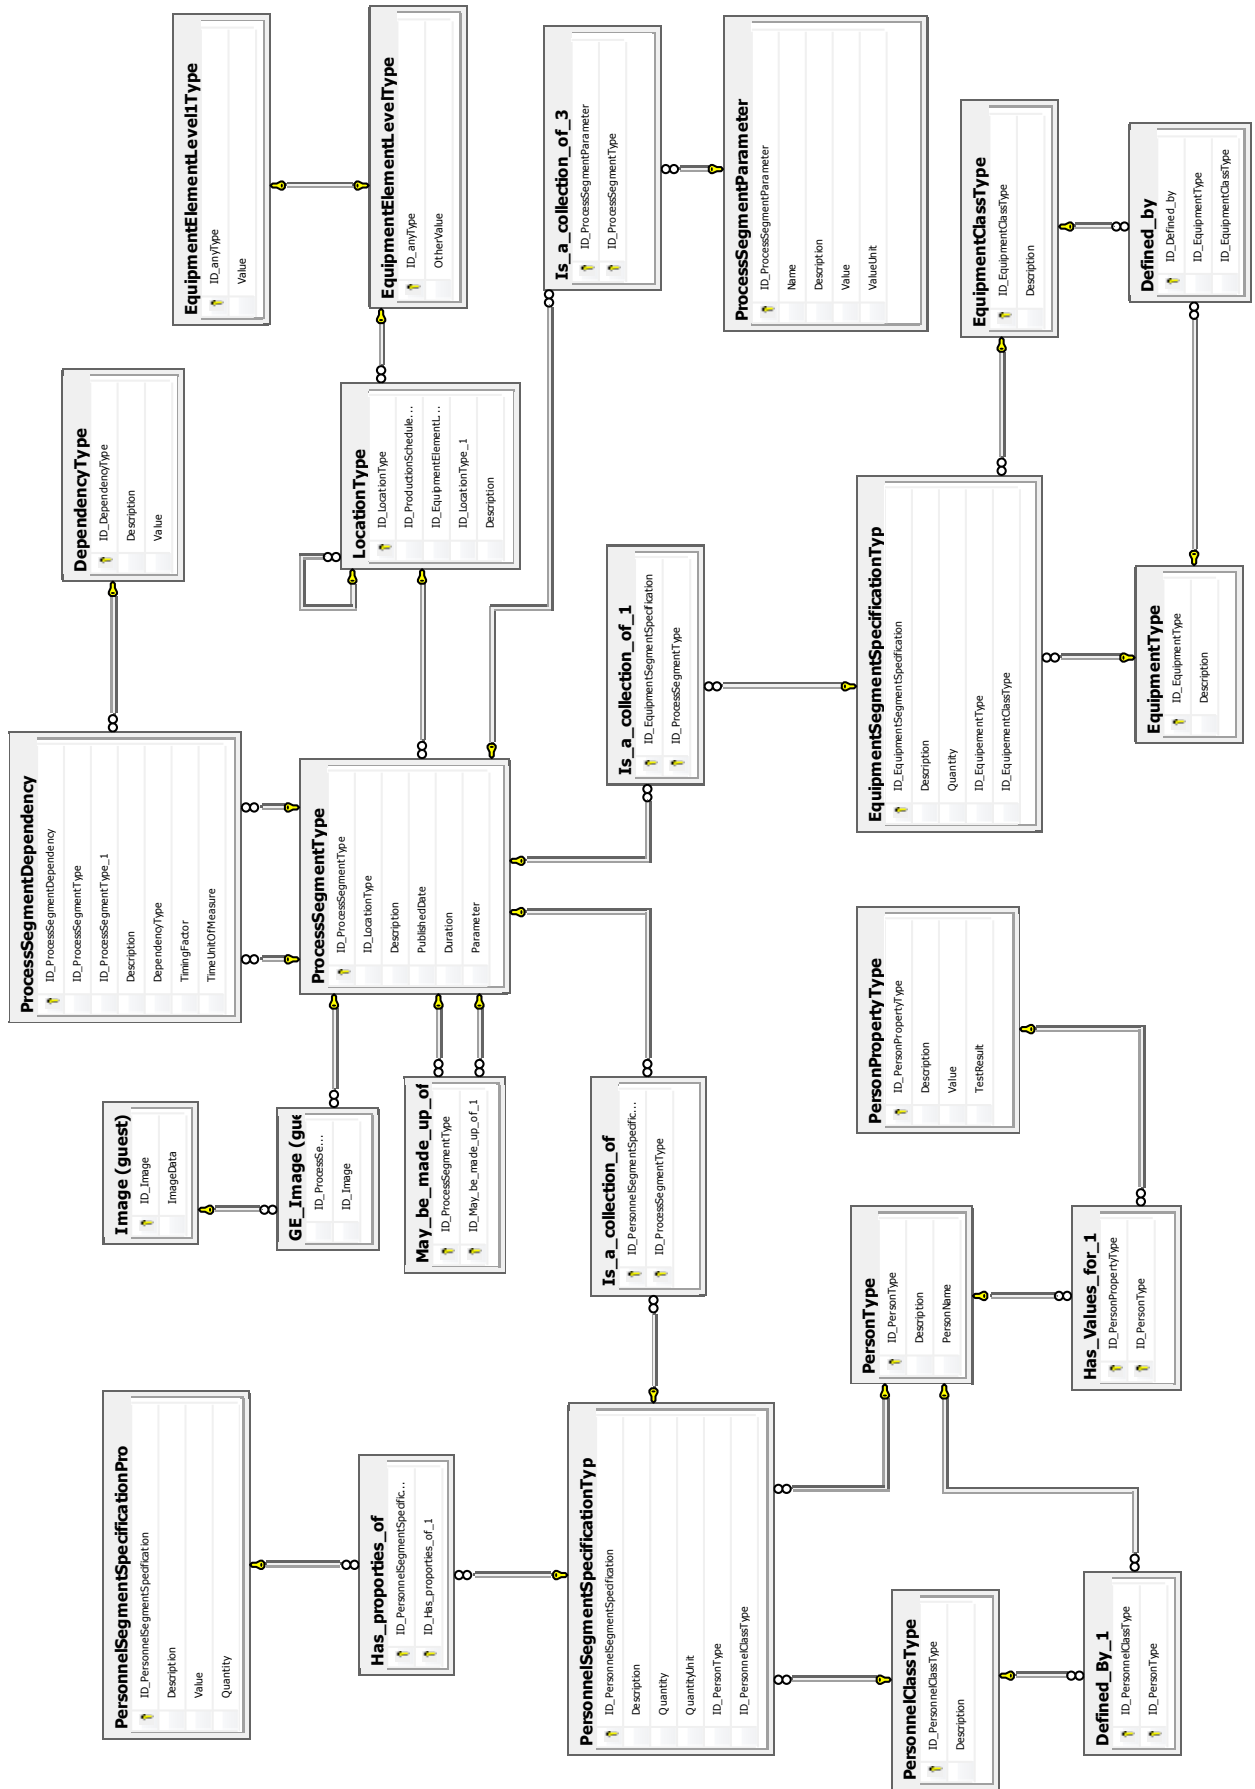 PersonnelSegmentSpecificationPro
ID_PersonnelSegmentSpecification
Description
Value
Quantity
Image (guest)
ID_Image
ImageData
ProcessSegmentDependency
ID_ProcessSegmentDependency
ID_ProcessSegmentType
ID_ProcessSegmentType_1
Description
DependencyType
TimingFactor
TimeUnitOfMeasure
DependencyType
ID_DependencyType
Description
Value
EquipmentElementLevel1Type
ID_anyType
Value
Has_proporties_of
ID_PersonnelSegmentSpecific...
ID_Has_proporties_of_1
GE_Image (gue
ID_ProcessSe...
ID_Image
May_be_made_up_of
ID_ProcessSegmentType
ID_May_be_made_up_of_1
ProcessSegmentType
ID_ProcessSegmentType
ID_LocationType
Description
PublishedDate
Duration
Parameter
LocationType
ID_LocationType
ID_ProductionSchedule...
ID_EquipmentElementL...
ID_LocationType_1
Description
EquipmentElementLevelType
ID_anyType
OtherValue
PersonnelSegmentSpecificationTyp
ID_PersonnelSegmentSpecification
Description
Quantity
QuantityUnit
ID_PersonType
ID_PersonnelClassType
Is_a_collection_of
ID_PersonnelSegmentSpecific...
ID_ProcessSegmentType
Is_a_collection_of_1
ID_EquipmentSegmentSpecification
ID_ProcessSegmentType
Is_a_collection_of_3
ID_ProcessSegmentParameter
ID_ProcessSegmentType
ProcessSegmentParameter
ID_ProcessSegmentParameter
Name
Description
Value
ValueUnit
PersonnelClassType
ID_PersonnelClassType
Description
PersonType
ID_PersonType
Description
PersonName
PersonPropertyType
ID_PersonPropertyType
Description
Value
TestResult
EquipmentSegmentSpecificationTyp
ID_EquipmentSegmentSpecification
Description
Quantity
ID_EquipementType
ID_EquipementClassType
EquipmentClassType
ID_EquipmentClassType
Description
Defined_By_1
ID_PersonnelClassType
ID_PersonType
Has_Values_for_1
ID_PersonPropertyType
ID_PersonType
EquipmentType
ID_EquipmentType
Description
Defined_by
ID_Defined_by
ID_EquipmentType
ID_EquipmentClassType